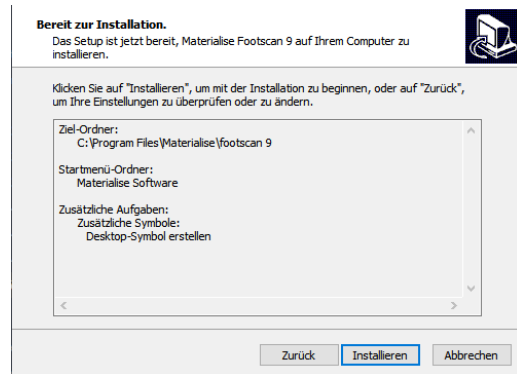 Bereit zur Installation.
Das Setup ist jetzt bereit, Materialise Footscan 9 auf Ihrem Computer zu
installieren.
Klicken Sie auf "Installieren", um mit der Installation zu beginnen, oder auf "Zurück",
um Ihre Einstellungen zu überprüfen oder zu ändern.
Ziel-Ordner:
C:\Program Files\Materialise\footscan 9
Startmenü-Ordner:
Materialise Software
Zusätzliche Aufgaben:
Zusätzliche Symbole:
Desktop-Symbol erstellen
Zurück Installieren Abbrechen